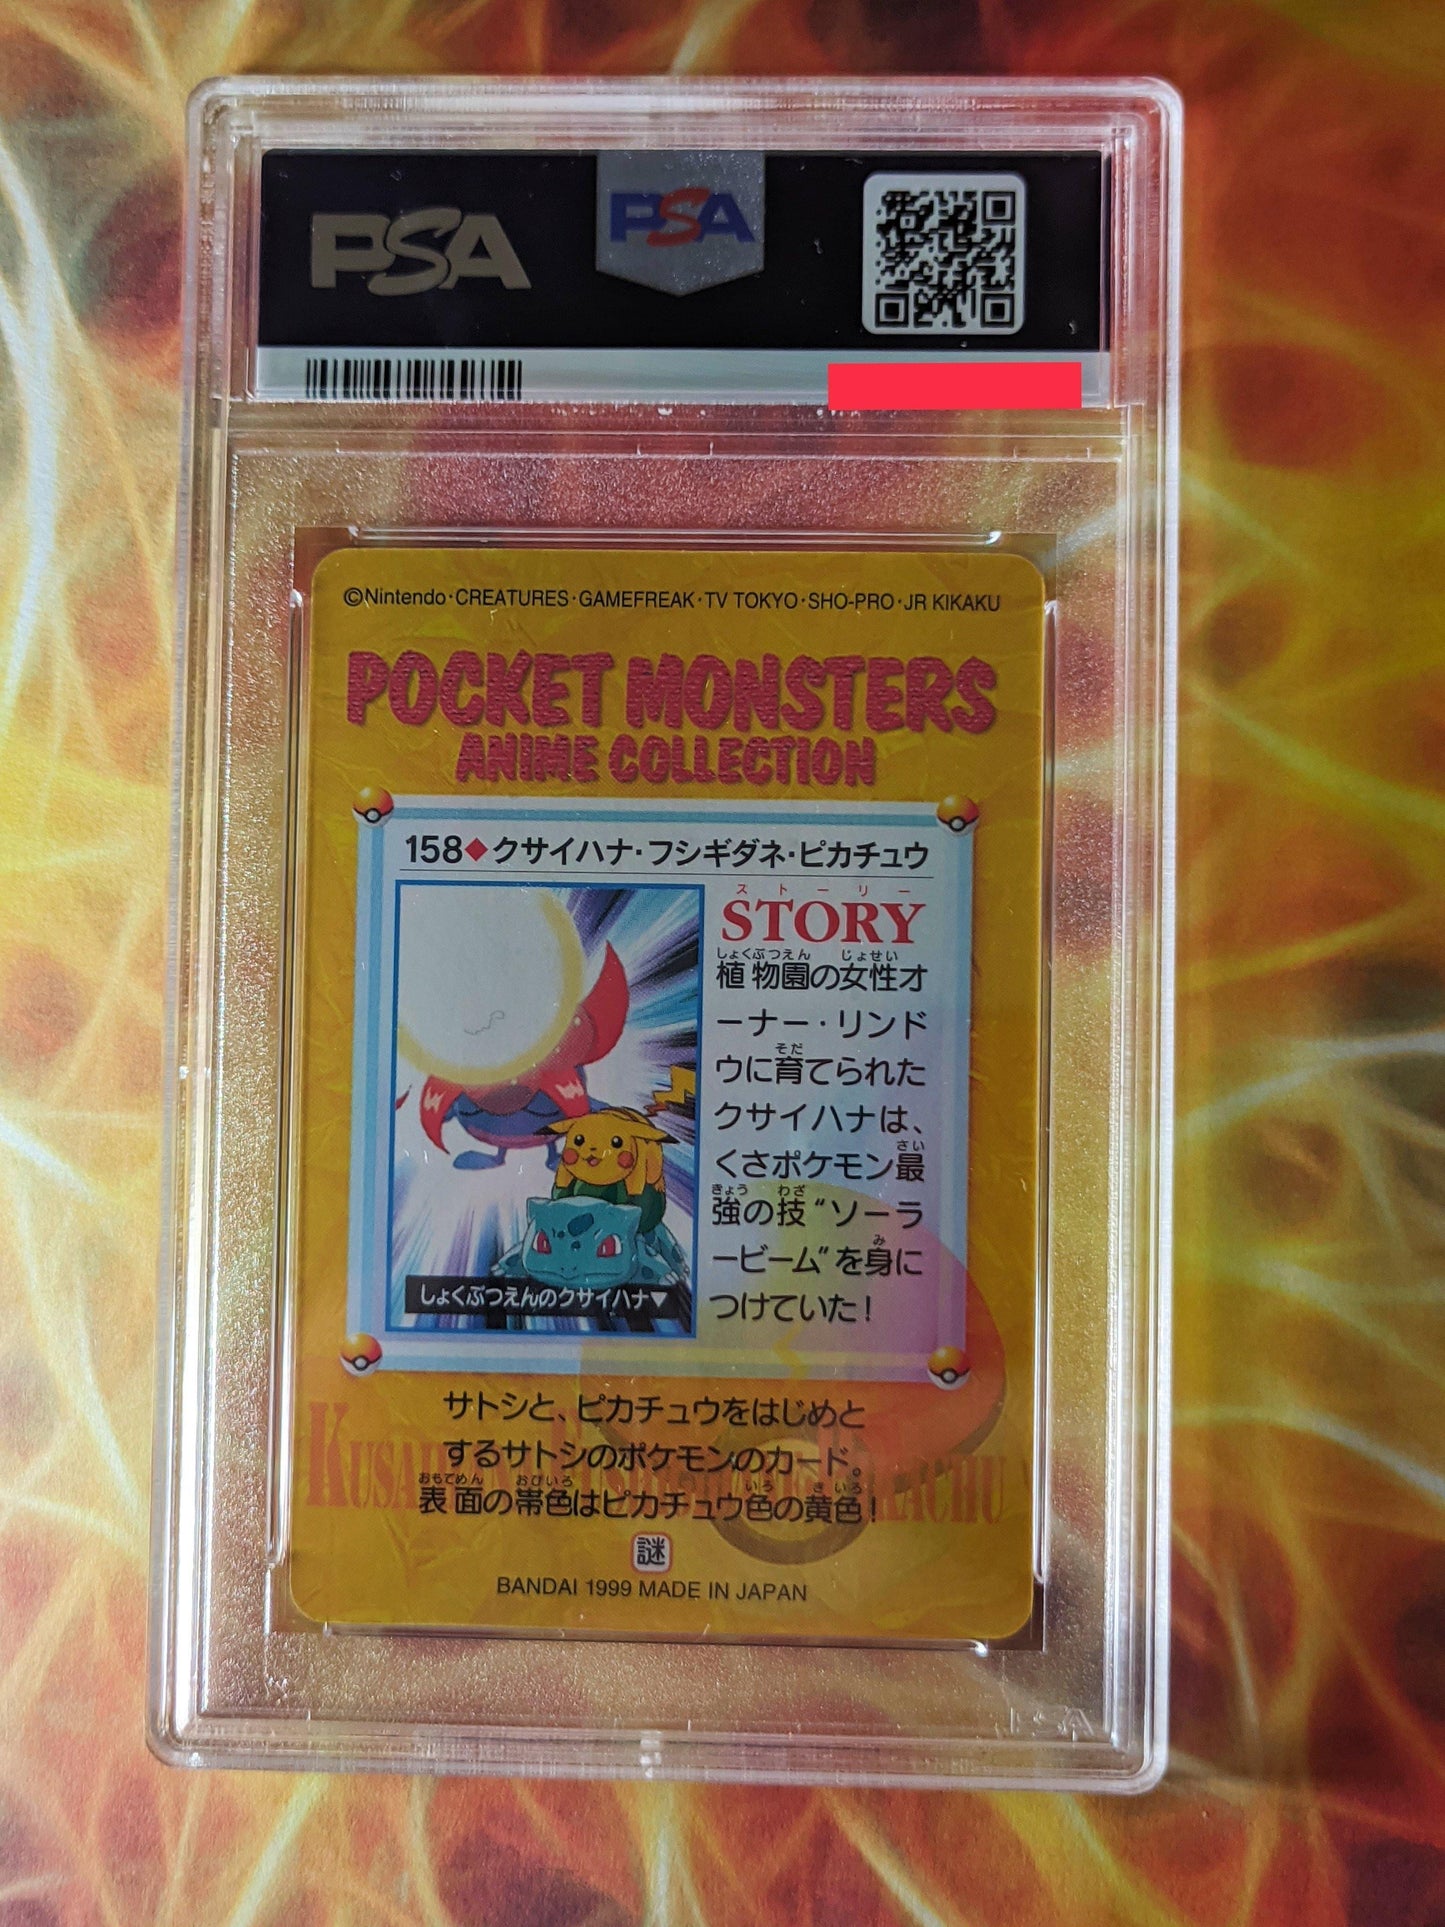 PSA
PSA
©Nintendo・CREATURES・GAMEFREAK・TV TOKYO・SHO-PRO・JR KIKAKU
POCKET MONSTERS
ANIME COLLECTION
158◆クサイハナ・フシギダネ・ピカチュウ
ストーリー
STORY
しょくぶつえん じょせい
植物園の女性オ
ーナー・リンド
そだ
ウに育てられた
クサイハナは、
さい
くさポケモン最
きょう わざ
強の技“ソーラ
み
ービーム”を身に
つけていた!
しょくぶつえんのクサイハナ▼
サトシと、ピカチュウをはじめと
するサトシのポケモンのカード。
おもてめん おびいろ いろ きいろ
表面の帯色はピカチュウ色の黄色!
謎
BANDAI 1999 MADE IN JAPAN
PSA